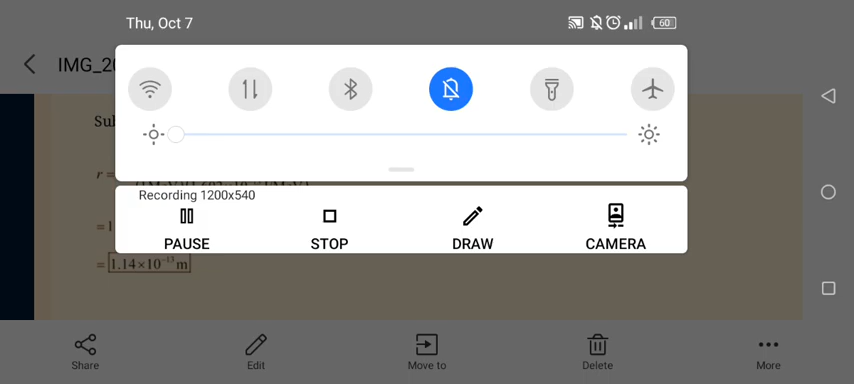 Thu, Oct 7
60
IMG_20
Sul
Recording 1200x540
r =
PAUSE
STOP
DRAW
CAMERA
= 1
= 1.14×10⁻¹³ m
Share
Edit
Move to
Delete
More